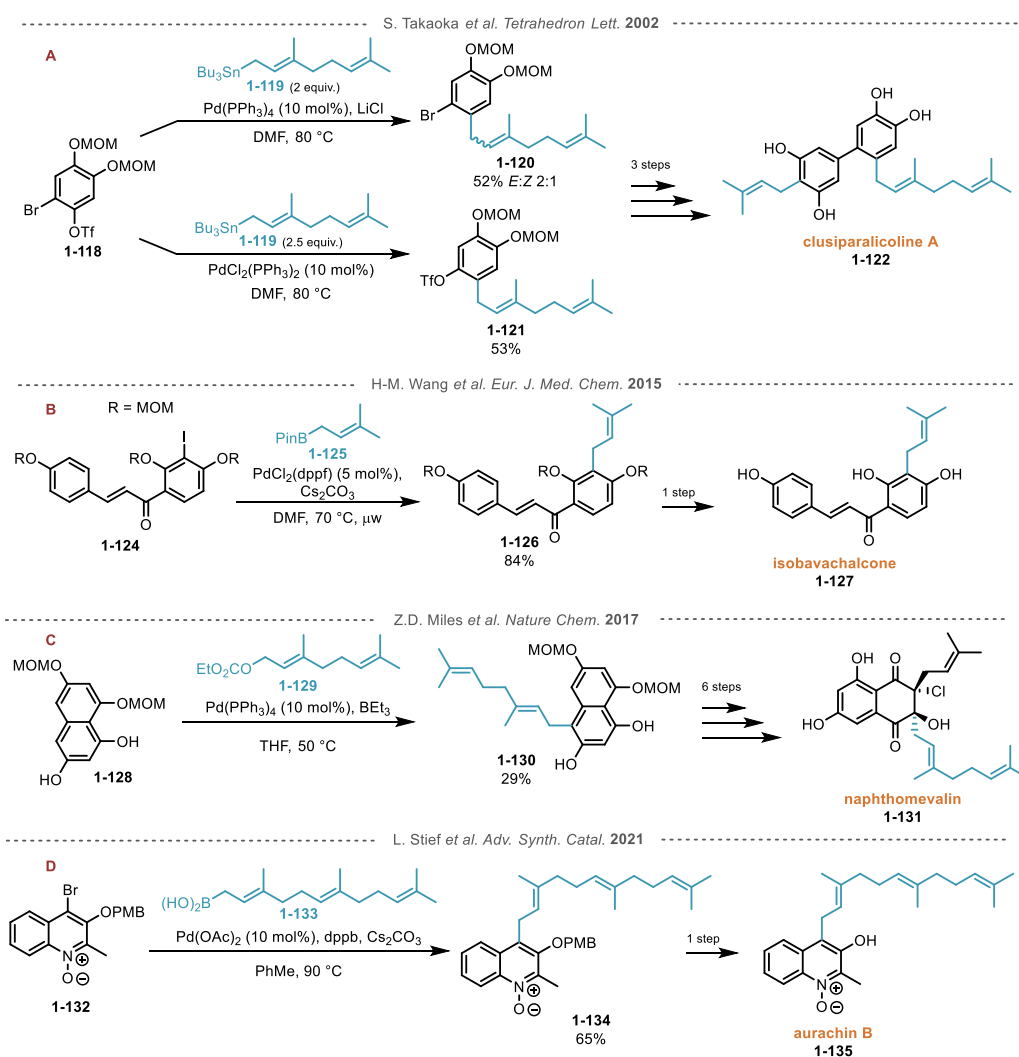 S. Takaoka et al. Tetrahedron Lett. 2002
A
OMOM
OMOM
Br
OTf
1-118
Bu3Sn
1-119 (2 equiv.)
Pd(PPh3)4 (10 mol%), LiCl
DMF, 80 °C
OMOM
OMOM
Br
1-120
52% E:Z 2:1
Bu3Sn
1-119 (2.5 equiv.)
PdCl2(PPh3)2 (10 mol%)
DMF, 80 °C
OMOM
OMOM
TfO
1-121
53%
3 steps
OH
OH
HO
OH
clusiparalicoline A
1-122
H-M. Wang et al. Eur. J. Med. Chem. 2015
B
R = MOM
RO
I
RO
OR
O
1-124
PinB
1-125
PdCl2(dppf) (5 mol%),
Cs2CO3
DMF, 70 °C, μw
RO
RO
OR
O
1-126
84%
1 step
HO
HO
OH
O
isobavachalcone
1-127
Z.D. Miles et al. Nature Chem. 2017
C
MOMO
OMOM
OH
HO
1-128
EtO2CO
1-129
Pd(PPh3)4 (10 mol%), BEt3
THF, 50 °C
MOMO
OMOM
OH
HO
1-130
29%
6 steps
OH
O
Cl
OH
HO
O
naphthomevalin
1-131
L. Stief et al. Adv. Synth. Catal. 2021
D
Br
OPMB
N
O
1-132
(HO)2B
1-133
Pd(OAc)2 (10 mol%), dppb, Cs2CO3
PhMe, 90 °C
OPMB
N
O
1-134
65%
1 step
OH
N
O
aurachin B
1-135